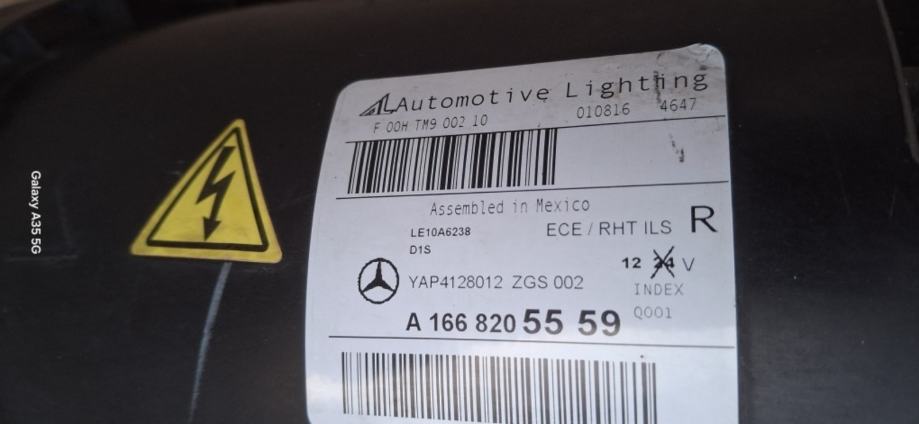 Automotive Lighting
F 00H TM9 002 10 010816 4647
Assembled in Mexico
LE10A6238 ECE / RHT ILS R
D1S
12 24 V
YAP4128012 ZGS 002
INDEX
A 166 820 55 59 Q001
Galaxy A35 5G